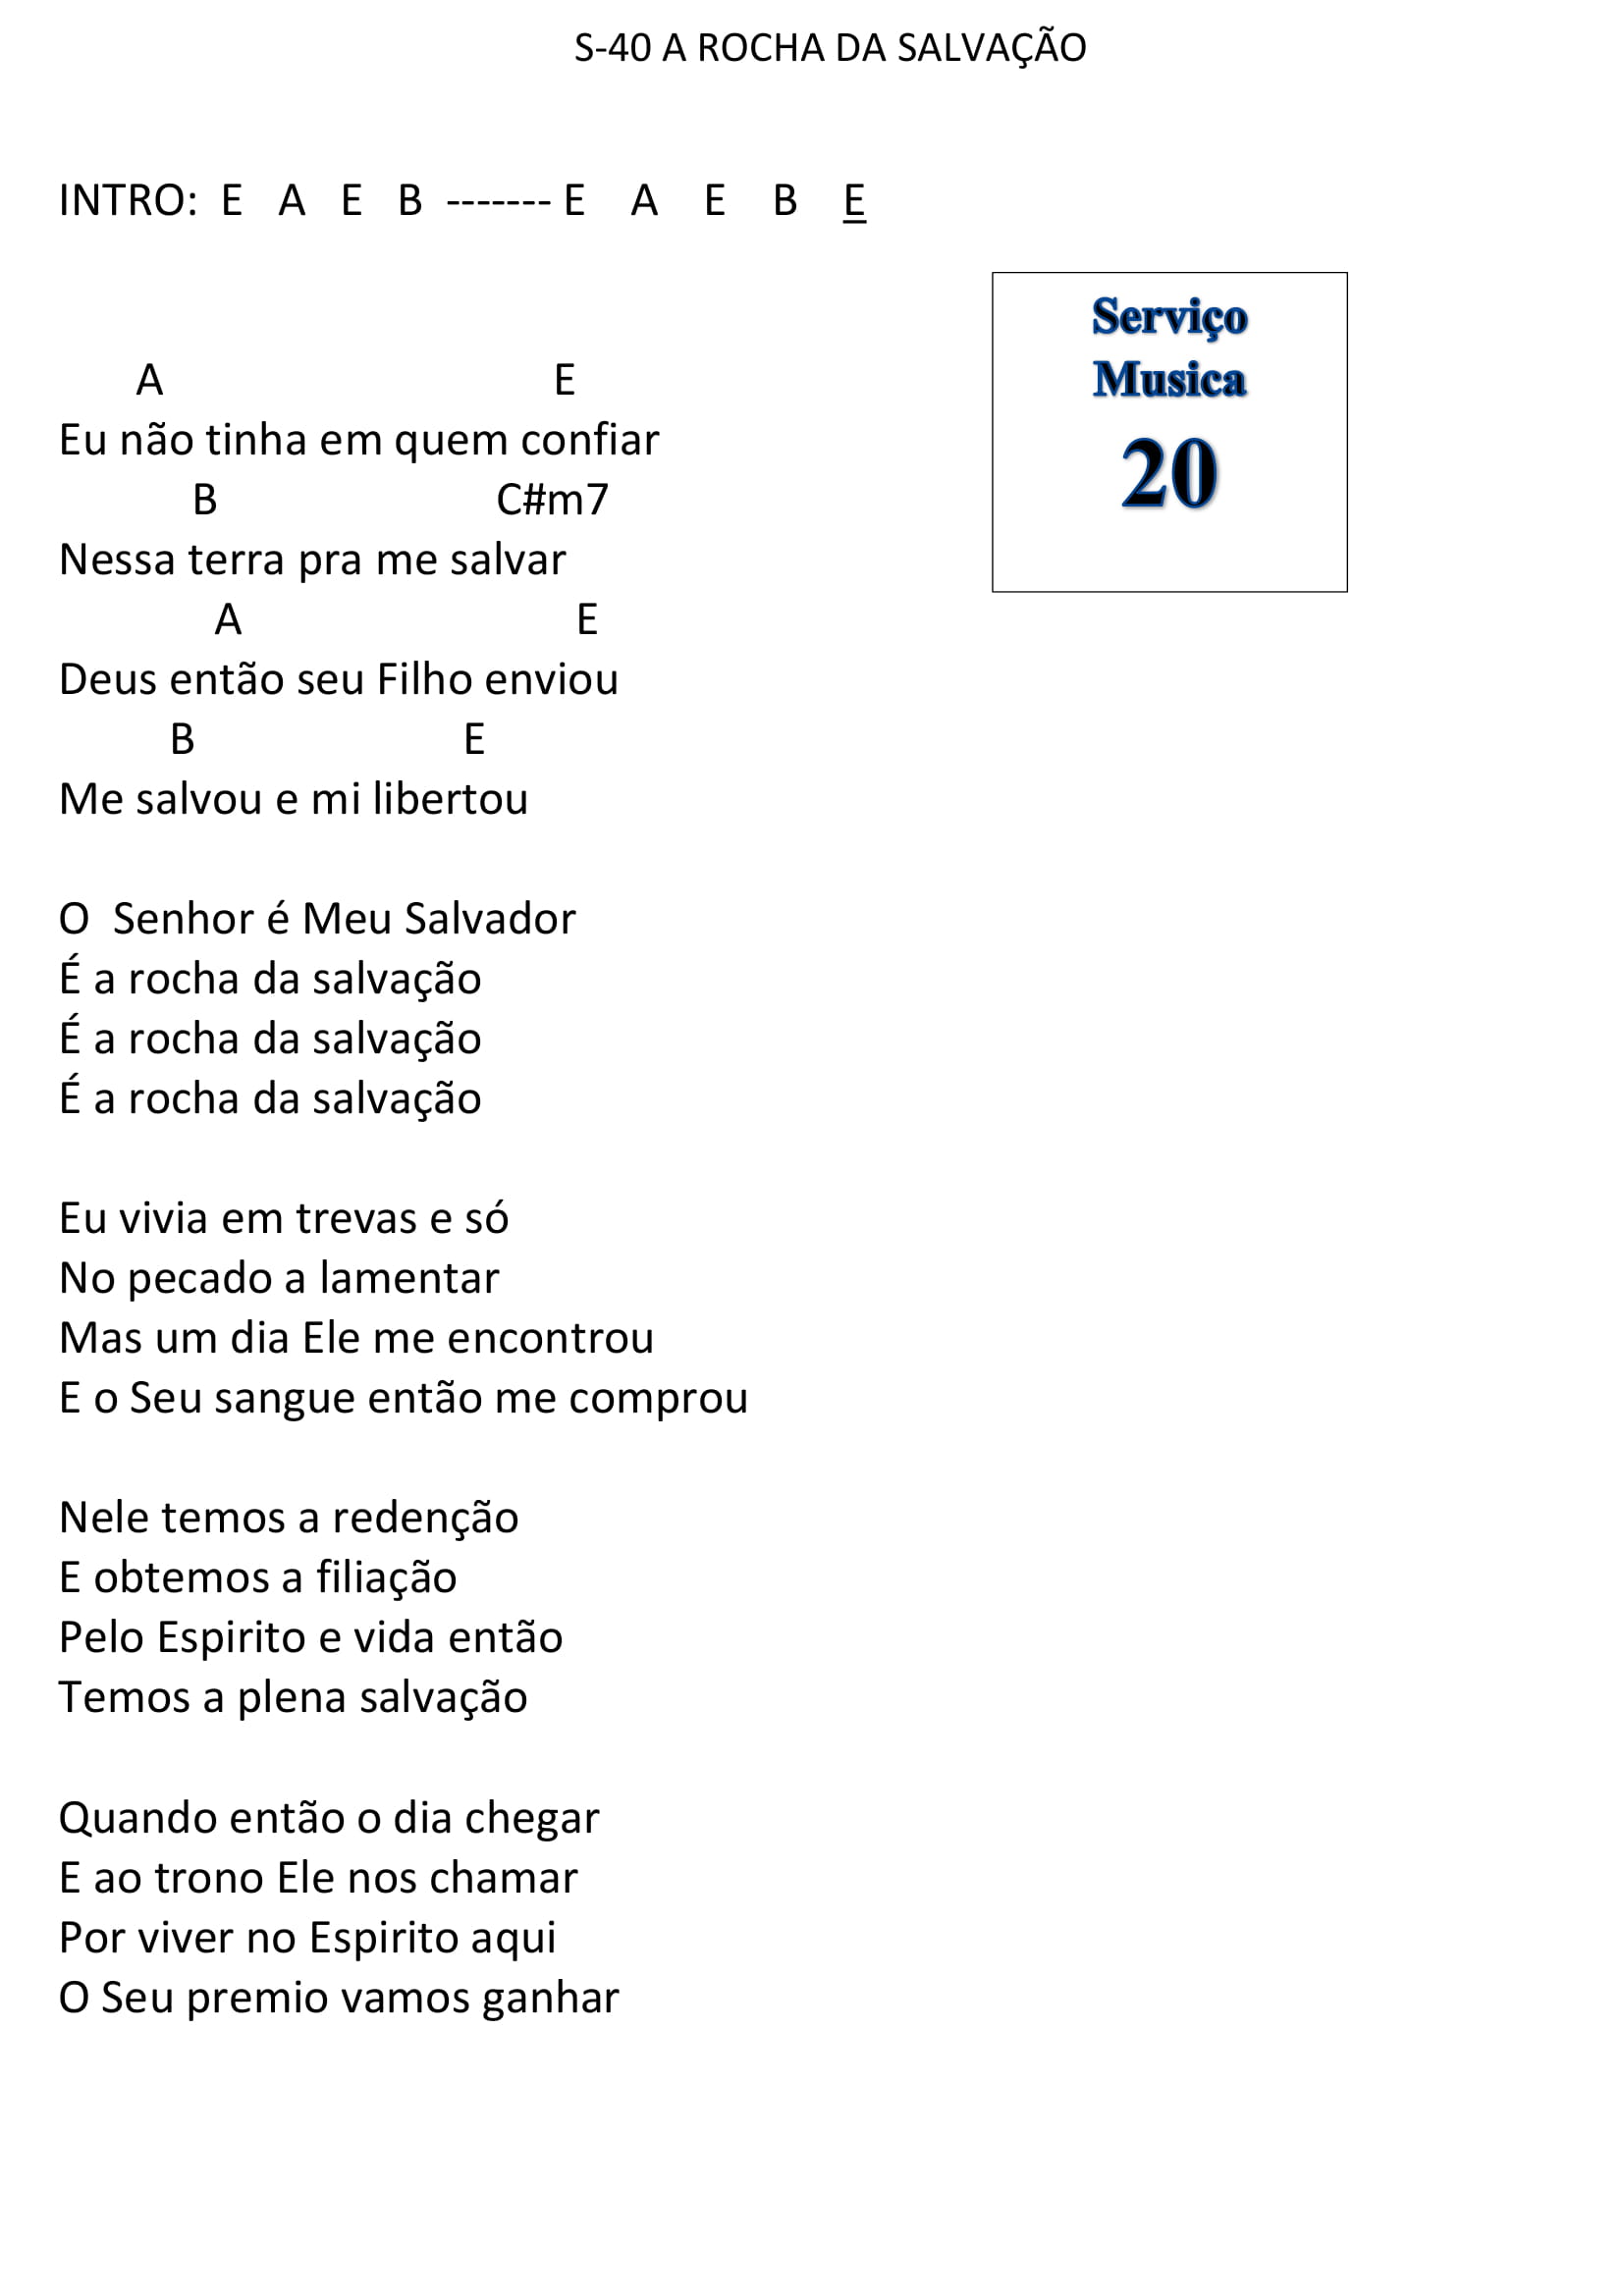 S-40 A ROCHA DA SALVAÇÃO
INTRO: E A E B ------- E A E B E
Serviço
Musica
20
A E
Eu não tinha em quem confiar
B C#m7
Nessa terra pra me salvar
A E
Deus então seu Filho enviou
B E
Me salvou e mi libertou
O Senhor é Meu Salvador
É a rocha da salvação
É a rocha da salvação
É a rocha da salvação
Eu vivia em trevas e só
No pecado a lamentar
Mas um dia Ele me encontrou
E o Seu sangue então me comprou
Nele temos a redenção
E obtemos a filiação
Pelo Espirito e vida então
Temos a plena salvação
Quando então o dia chegar
E ao trono Ele nos chamar
Por viver no Espirito aqui
O Seu premio vamos ganhar